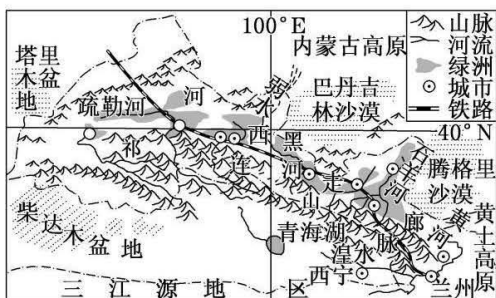 100°E
山脉
河流
绿洲
城市
铁路
40°N
内蒙古高原
塔里
木盆
地
疏勒河
弱水
巴丹吉
林沙漠
河西走廊
黑河
石羊河
腾格里
沙漠
祁连山脉
黄河
黄土高原
柴达木盆地
青海湖
湟水
西宁
兰州
三江源地区